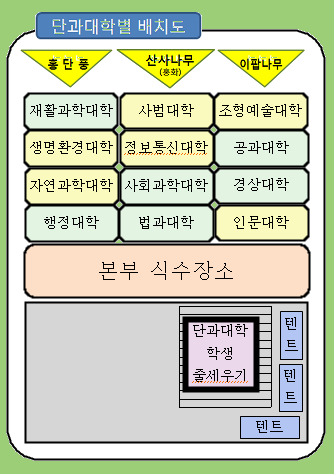 단과대학별 배치도
홍단풍 산사나무 이팝나무
(홍화)
재활과학대학 사범대학 조형예술대학
생명환경대학 정보통신대학 공과대학
자연과학대학 사회과학대학 경상대학
행정대학 법과대학 인문대학
본부 식수장소
단과대학
학생
줄세우기
텐
트
텐
트
텐트